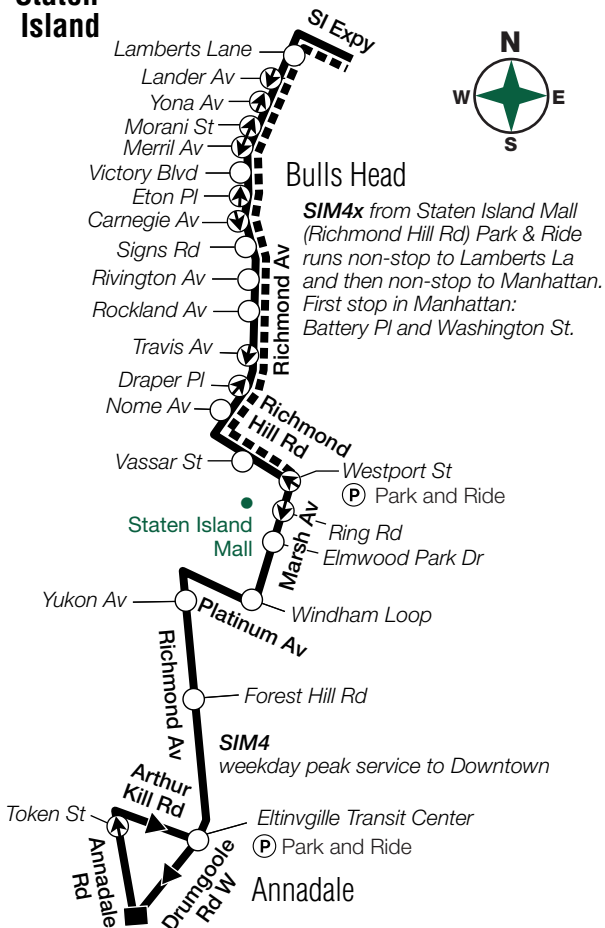 Staten
Island
SI Expy
N
W
E
S
Lamberts Lane
Lander Av
Yona Av
Morani St
Merril Av
Victory Blvd
Eton Pl
Carnegie Av
Signs Rd
Rivington Av
Rockland Av
Travis Av
Draper Pl
Nome Av
Vassar St
Bulls Head
SIM4x from Staten Island Mall
(Richmond Hill Rd) Park & Ride
runs non-stop to Lamberts La
and then non-stop to Manhattan.
First stop in Manhattan:
Battery Pl and Washington St.
Richmond Av
Richmond
Hill Rd
Westport St
P Park and Ride
Staten Island
Mall
Marsh Av
Ring Rd
Elmwood Park Dr
Yukon Av
Platinum Av
Windham Loop
Richmond Av
Forest Hill Rd
SIM4
weekday peak service to Downtown
Arthur
Kill Rd
Token St
Eltinvgille Transit Center
P Park and Ride
Annadale
Rd
Drumgoole
Rd W
Annadale